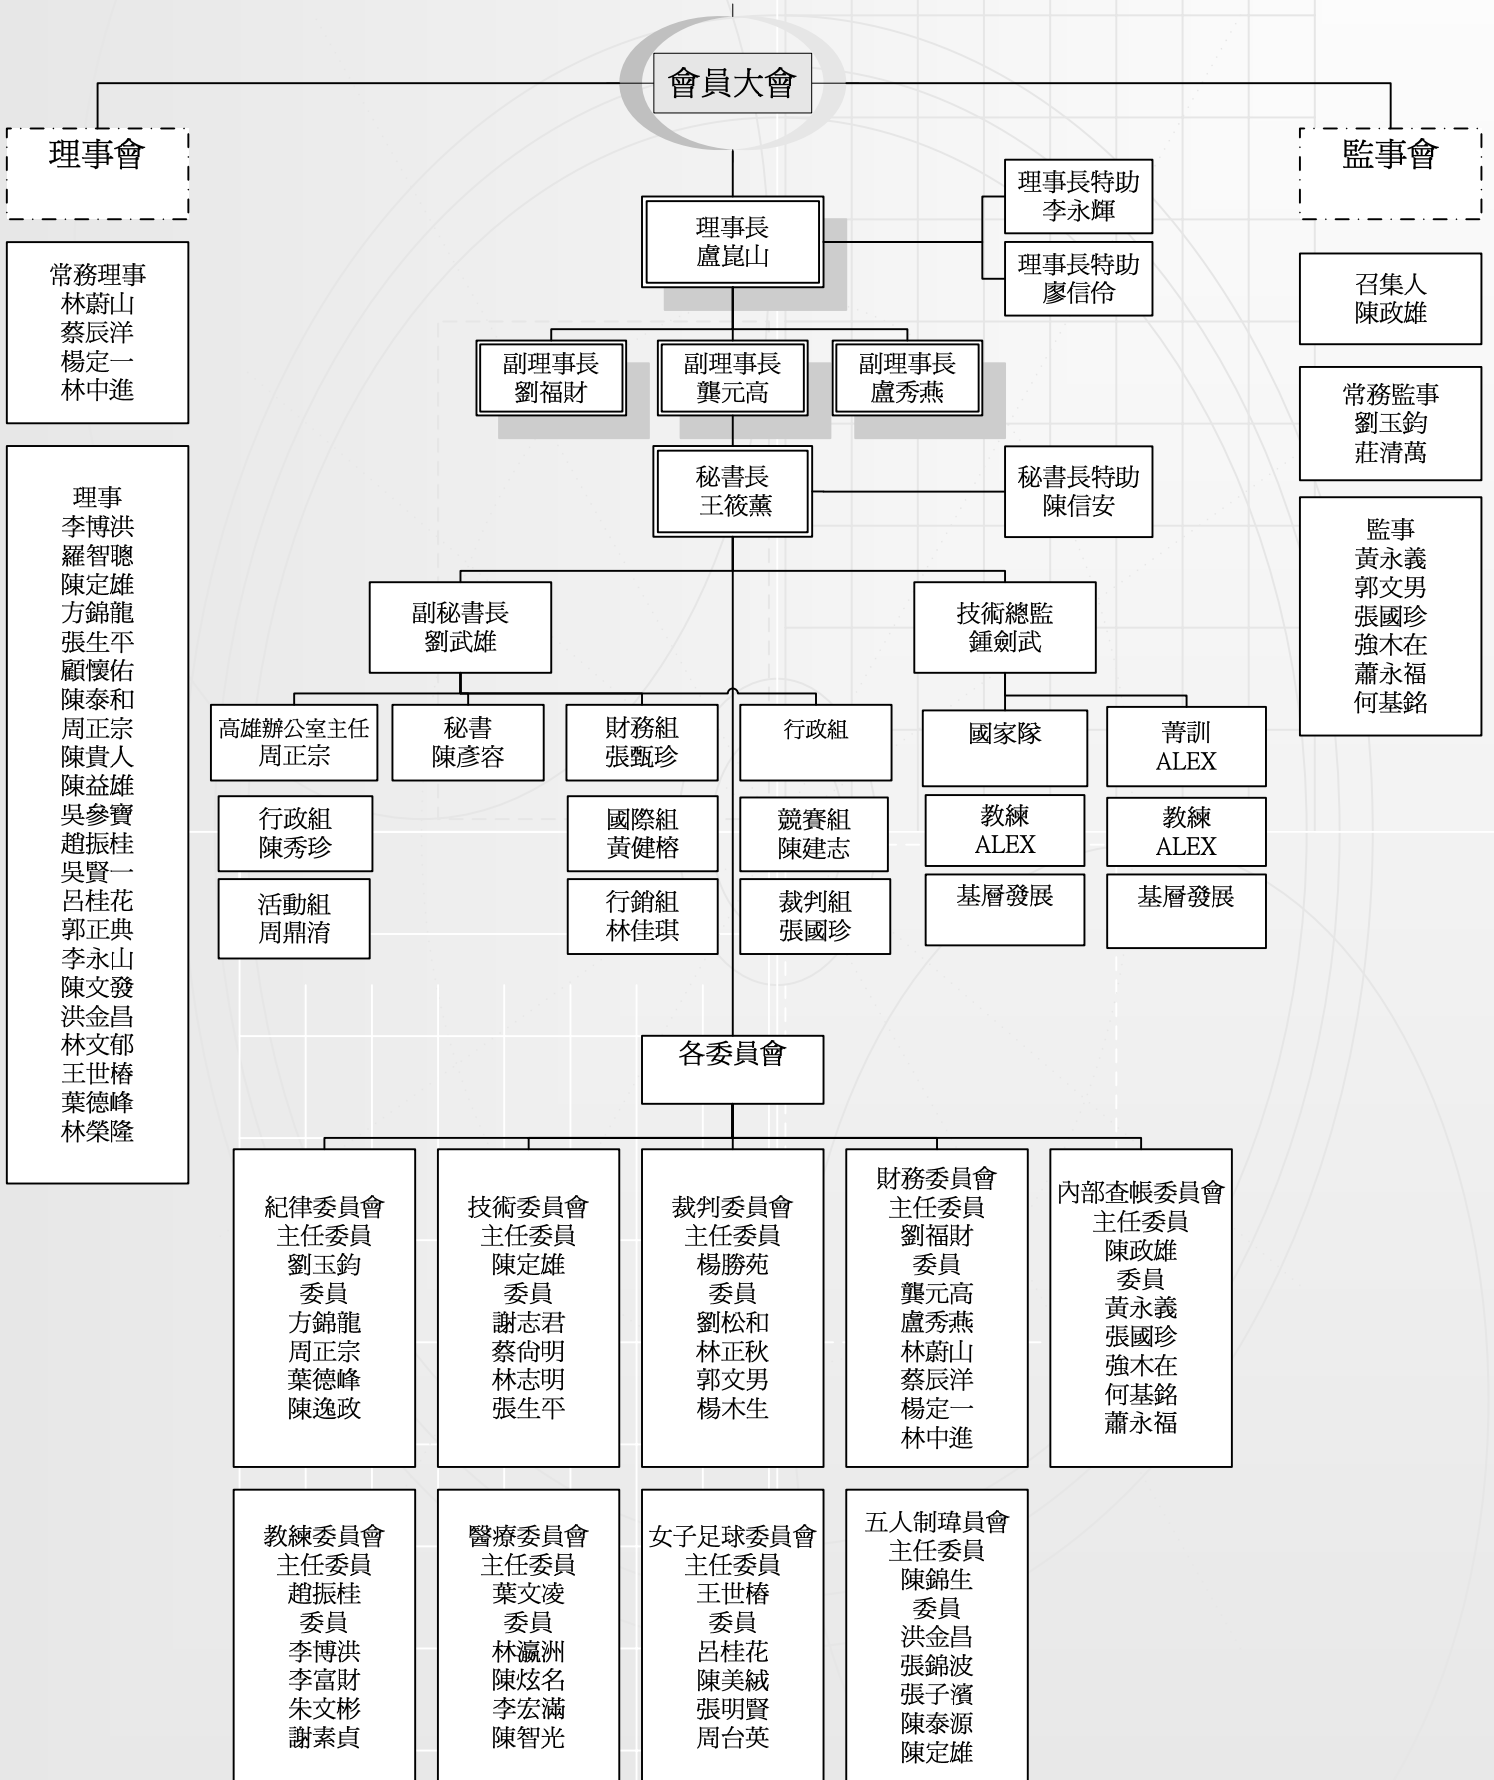 會員大會
理事會
常務理事
林蔚山
蔡辰洋
楊定一
林中進
理事
李博洪
羅智聰
陳定雄
方錦龍
張生平
顧懷佑
陳泰和
周正宗
陳貴人
陳益雄
吳參寶
趙振桂
吳賢一
呂桂花
郭正典
李永山
陳文發
洪金昌
林文郁
王世椿
葉德峰
林榮隆
理事長
盧崑山
理事長特助
李永輝
理事長特助
廖信伶
副理事長
劉福財
副理事長
龔元高
副理事長
盧秀燕
秘書長
王筱薰
秘書長特助
陳信安
副秘書長
劉武雄
技術總監
鍾劍武
高雄辦公室主任
周正宗
秘書
陳彥容
財務組
張甄珍
行政組
國家隊
菁訓
ALEX
行政組
陳秀珍
國際組
黃健榕
競賽組
陳建志
教練
ALEX
教練
ALEX
活動組
周鼎淯
行銷組
林佳琪
裁判組
張國珍
基層發展
基層發展
監事會
召集人
陳政雄
常務監事
劉玉鈞
莊清萬
監事
黃永義
郭文男
張國珍
強木在
蕭永福
何基銘
各委員會
紀律委員會
主任委員
劉玉鈞
委員
方錦龍
周正宗
葉德峰
陳逸政
技術委員會
主任委員
陳定雄
委員
謝志君
蔡尙明
林志明
張生平
裁判委員會
主任委員
楊勝苑
委員
劉松和
林正秋
郭文男
楊木生
財務委員會
主任委員
劉福財
委員
龔元高
盧秀燕
林蔚山
蔡辰洋
楊定一
林中進
內部查帳委員會
主任委員
陳政雄
委員
黃永義
張國珍
強木在
何基銘
蕭永福
教練委員會
主任委員
趙振桂
委員
李博洪
李富財
朱文彬
謝素貞
醫療委員會
主任委員
葉文凌
委員
林瀛洲
陳炫名
李宏滿
陳智光
女子足球委員會
主任委員
王世椿
委員
呂桂花
陳美絨
張明賢
周台英
五人制瑋員會
主任委員
陳錦生
委員
洪金昌
張錦波
張子濱
陳泰源
陳定雄